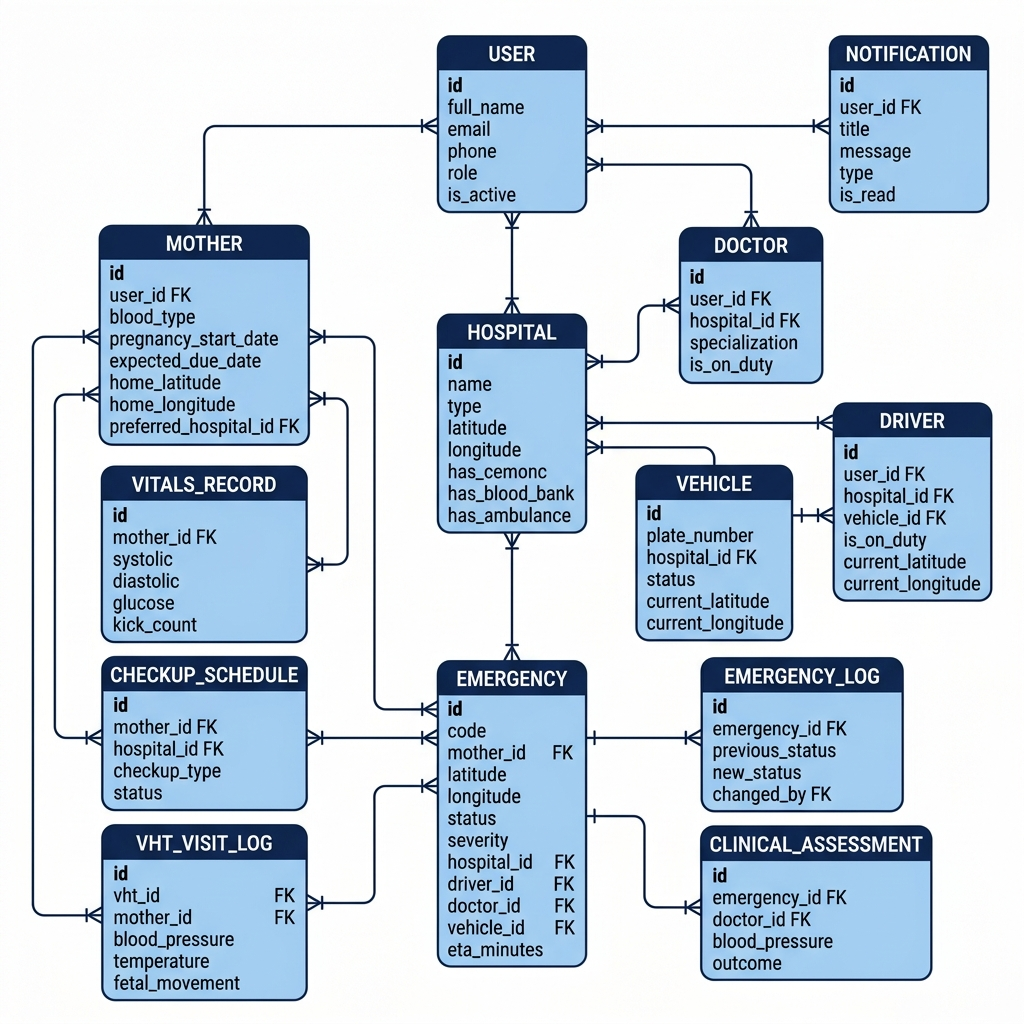 USER
id
full_name
email
phone
role
is_active
NOTIFICATION
id
user_id FK
title
message
type
is_read
MOTHER
id
user_id FK
blood_type
pregnancy_start_date
expected_due_date
home_latitude
home_longitude
preferred_hospital_id FK
DOCTOR
id
user_id FK
hospital_id FK
specialization
is_on_duty
HOSPITAL
id
name
type
latitude
longitude
has_cemonc
has_blood_bank
has_ambulance
DRIVER
id
user_id FK
hospital_id FK
vehicle_id FK
is_on_duty
current_latitude
current_longitude
VITALS_RECORD
id
mother_id FK
systolic
diastolic
glucose
kick_count
VEHICLE
id
plate_number
hospital_id FK
status
current_latitude
current_longitude
CHECKUP_SCHEDULE
id
mother_id FK
hospital_id FK
checkup_type
status
EMERGENCY
id
code
mother_id FK
latitude
longitude
status
severity
hospital_id FK
driver_id FK
doctor_id FK
vehicle_id FK
eta_minutes
EMERGENCY_LOG
id
emergency_id FK
previous_status
new_status
changed_by FK
VHT_VISIT_LOG
id
vht_id FK
mother_id FK
blood_pressure
temperature
fetal_movement
CLINICAL_ASSESSMENT
id
emergency_id FK
doctor_id FK
blood_pressure
outcome